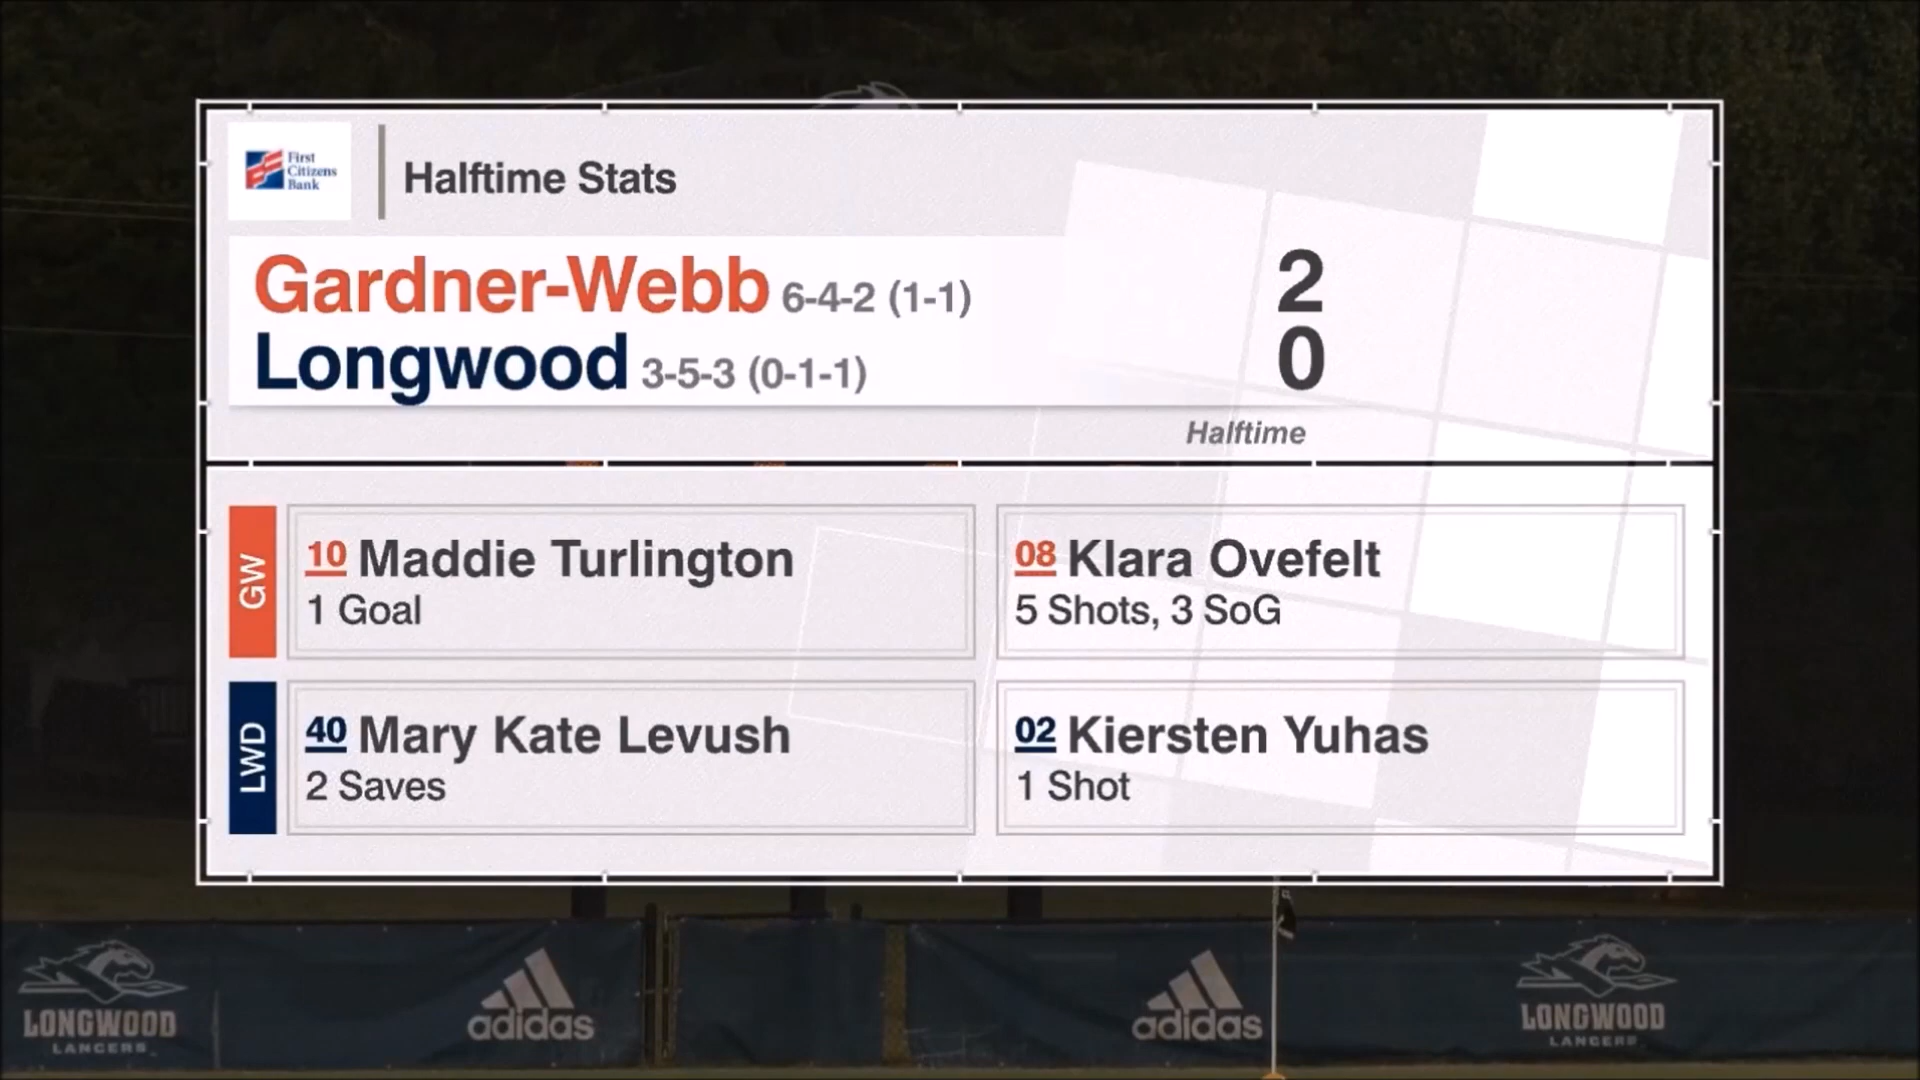 First
Citizens
Bank
Halftime Stats
Gardner-Webb 6-4-2 (1-1) 2
Longwood 3-5-3 (0-1-1) 0
Halftime
GW
10 Maddie Turlington
1 Goal
08 Klara Ovefelt
5 Shots, 3 SoG
LWD
40 Mary Kate Levush
2 Saves
02 Kiersten Yuhas
1 Shot
LONGWOOD
LANCERS
adidas
adidas
LONGWOOD
LANCERS